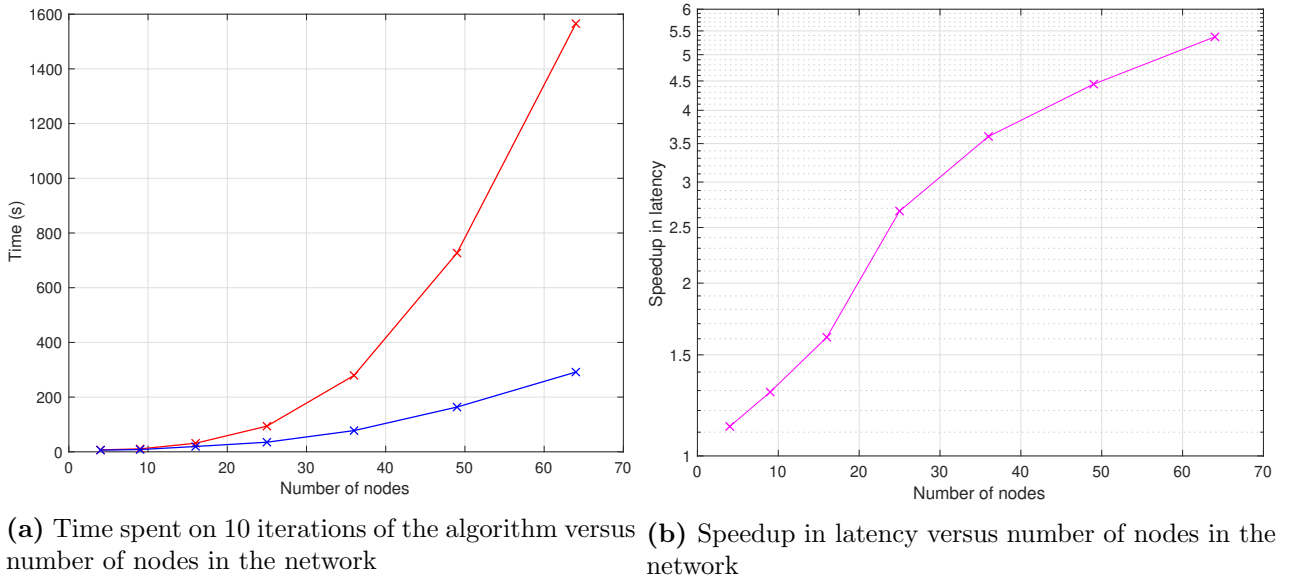 1600
1400
1200
1000
800
600
400
200
0
Time (s)
0 10 20 30 40 50 60 70
Number of nodes
(a) Time spent on 10 iterations of the algorithm versus
number of nodes in the network
6
5.5
5
4.5
4
3.5
3
2.5
2
1.5
1
Speedup in latency
0 10 20 30 40 50 60 70
Number of nodes
(b) Speedup in latency versus number of nodes in the
network